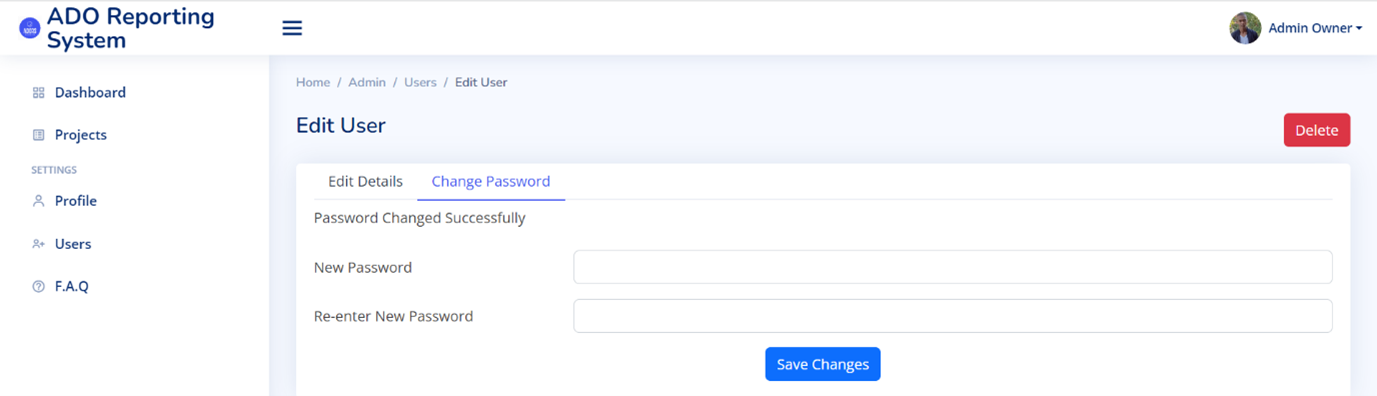 ADO Reporting
System
Admin Owner
Dashboard
Projects
SETTINGS
Profile
Users
F.A.Q
Home / Admin / Users / Edit User
Edit User
Delete
Edit Details
Change Password
Password Changed Successfully
New Password
Re-enter New Password
Save Changes